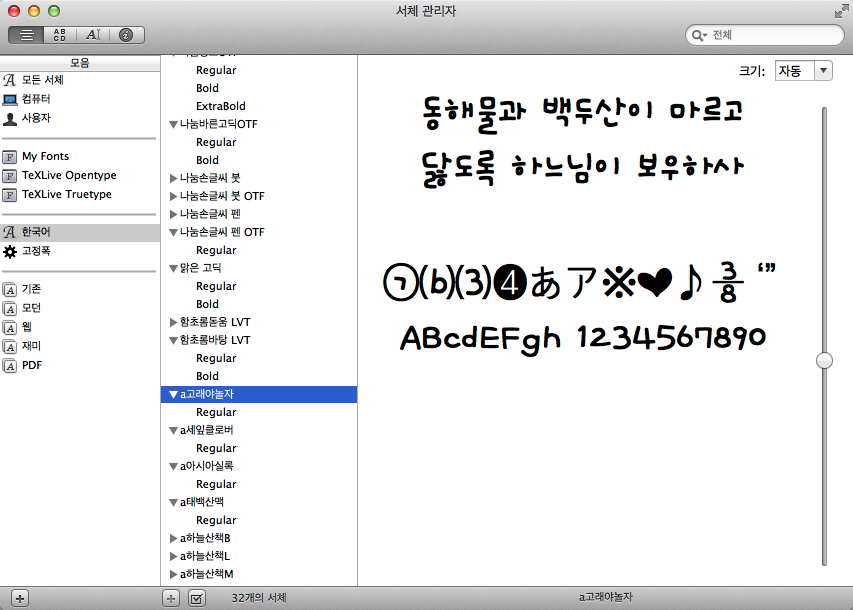 서체 관리자
전체
모음
모든 서체
컴퓨터
사용자
My Fonts
TeXLive Opentype
TeXLive Truetype
한국어
고정폭
기존
모던
웹
재미
PDF
Regular
Bold
ExtraBold
나눔바른고딕OTF
Regular
Bold
나눔손글씨 붓
나눔손글씨 붓 OTF
나눔손글씨 펜
나눔손글씨 펜 OTF
Regular
맑은 고딕
Regular
Bold
함초롬돋움 LVT
함초롬바탕 LVT
Regular
Bold
a고래야놀자
Regular
a세잎클로버
Regular
a아시아실록
Regular
a태백산맥
Regular
a하늘산책B
a하늘산책L
a하늘산책M
크기: 자동
동해물과 백두산이 마르고
닳도록 하느님이 보우하사
㉠⒝⑶❹あア※❤♪⅜‘”
ABcdEFgh 1234567890
32개의 서체
a고래야놀자